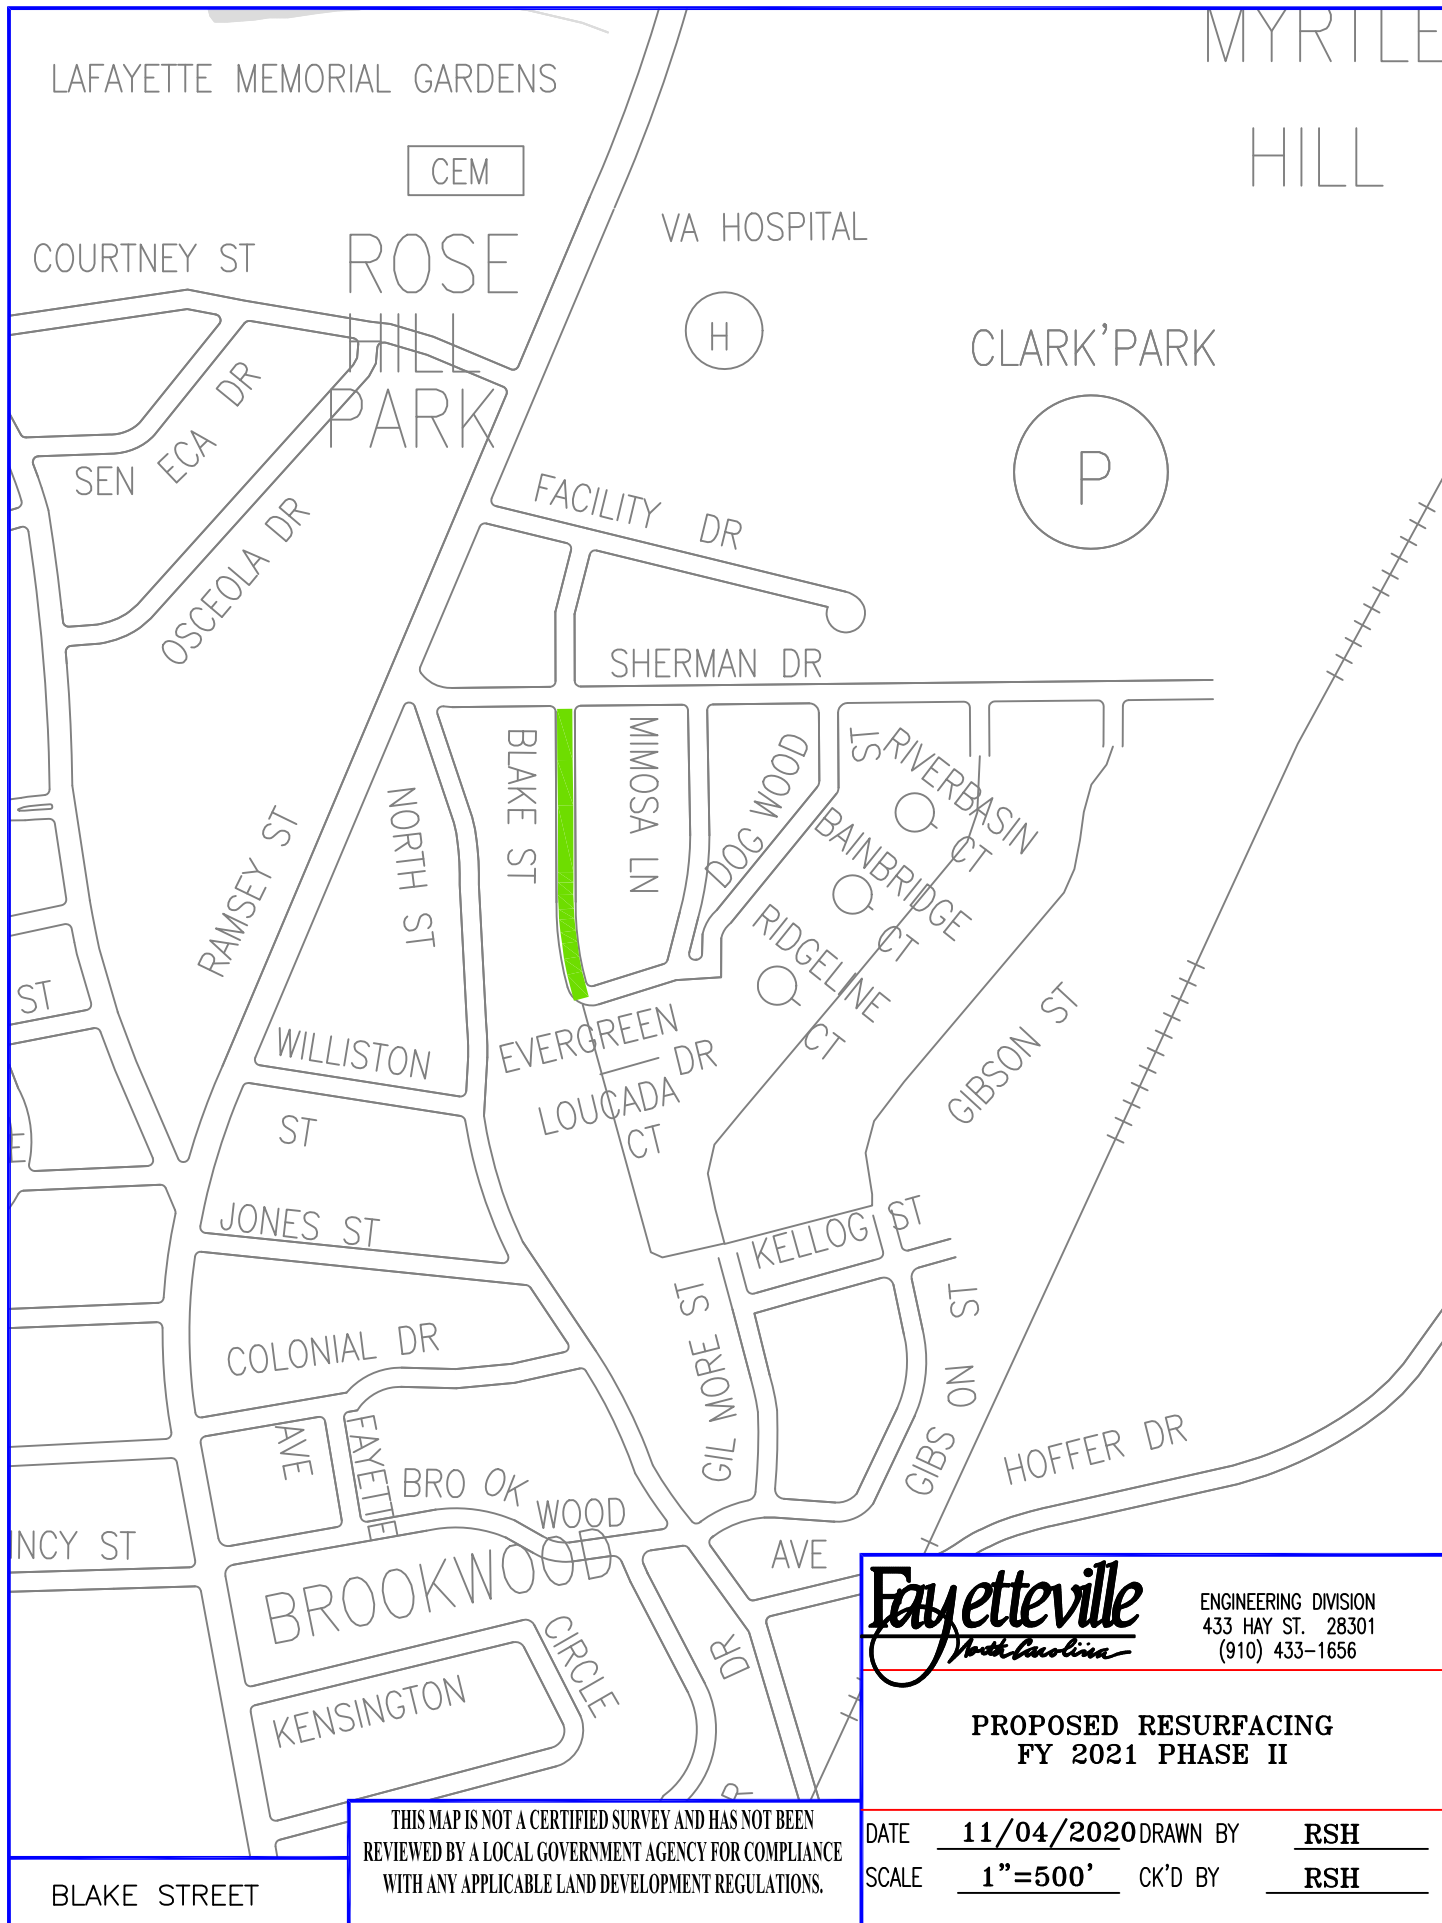 MYRTLE
HILL
LAFAYETTE MEMORIAL GARDENS
CEM
ROSE
HILL
PARK
VA HOSPITAL
H
COURTNEY ST
CLARK'PARK
P
SEN ECA DR
OSCEOLA DR
FACILITY DR
SHERMAN DR
BLAKE ST
MIMOSA LN
DOG WOOD
ST
RIVERBASIN
CT
BAINBRIDGE
CT
RIDGELINE
CT
NORTH ST
RAMSEY ST
ST
WILLISTON
ST
EVERGREEN
DR
LOUCADA
CT
GIBSON ST
E
JONES ST
KELLOG ST
COLONIAL DR
GIL MORE ST
GIBS ON ST
HOFFER DR
FAYETTE
AVE
BRO OK
WOOD
AVE
INCY ST
BROOKWOOD
CIRCLE
KENSINGTON
DR
R
Fayetteville
North Carolina
ENGINEERING DIVISION
433 HAY ST. 28301
(910) 433-1656
PROPOSED RESURFACING
FY 2021 PHASE II
DATE 11/04/2020 DRAWN BY RSH
SCALE 1"=500' CK'D BY RSH
THIS MAP IS NOT A CERTIFIED SURVEY AND HAS NOT BEEN
REVIEWED BY A LOCAL GOVERNMENT AGENCY FOR COMPLIANCE
WITH ANY APPLICABLE LAND DEVELOPMENT REGULATIONS.
BLAKE STREET